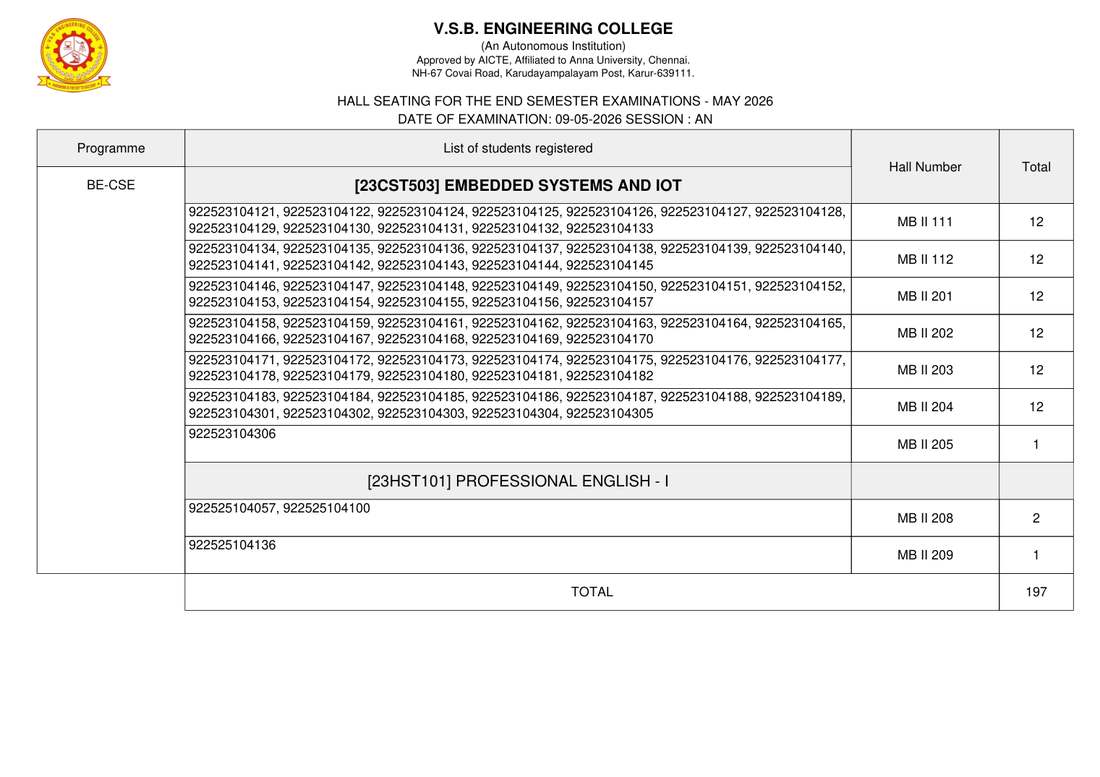 V.S.B. ENGINEERING COLLEGE
(An Autonomous Institution)
Approved by AICTE, Affiliated to Anna University, Chennai.
NH-67 Covai Road, Karudayampalayam Post, Karur-639111.
HALL SEATING FOR THE END SEMESTER EXAMINATIONS - MAY 2026
DATE OF EXAMINATION: 09-05-2026 SESSION : AN
Programme
List of students registered
Hall Number
Total
BE-CSE
[23CST503] EMBEDDED SYSTEMS AND IOT
922523104121, 922523104122, 922523104124, 922523104125, 922523104126, 922523104127, 922523104128,
922523104129, 922523104130, 922523104131, 922523104132, 922523104133
MB II 111
12
922523104134, 922523104135, 922523104136, 922523104137, 922523104138, 922523104139, 922523104140,
922523104141, 922523104142, 922523104143, 922523104144, 922523104145
MB II 112
12
922523104146, 922523104147, 922523104148, 922523104149, 922523104150, 922523104151, 922523104152,
922523104153, 922523104154, 922523104155, 922523104156, 922523104157
MB II 201
12
922523104158, 922523104159, 922523104161, 922523104162, 922523104163, 922523104164, 922523104165,
922523104166, 922523104167, 922523104168, 922523104169, 922523104170
MB II 202
12
922523104171, 922523104172, 922523104173, 922523104174, 922523104175, 922523104176, 922523104177,
922523104178, 922523104179, 922523104180, 922523104181, 922523104182
MB II 203
12
922523104183, 922523104184, 922523104185, 922523104186, 922523104187, 922523104188, 922523104189,
922523104301, 922523104302, 922523104303, 922523104304, 922523104305
MB II 204
12
922523104306
MB II 205
1
[23HST101] PROFESSIONAL ENGLISH - I
922525104057, 922525104100
MB II 208
2
922525104136
MB II 209
1
TOTAL
197